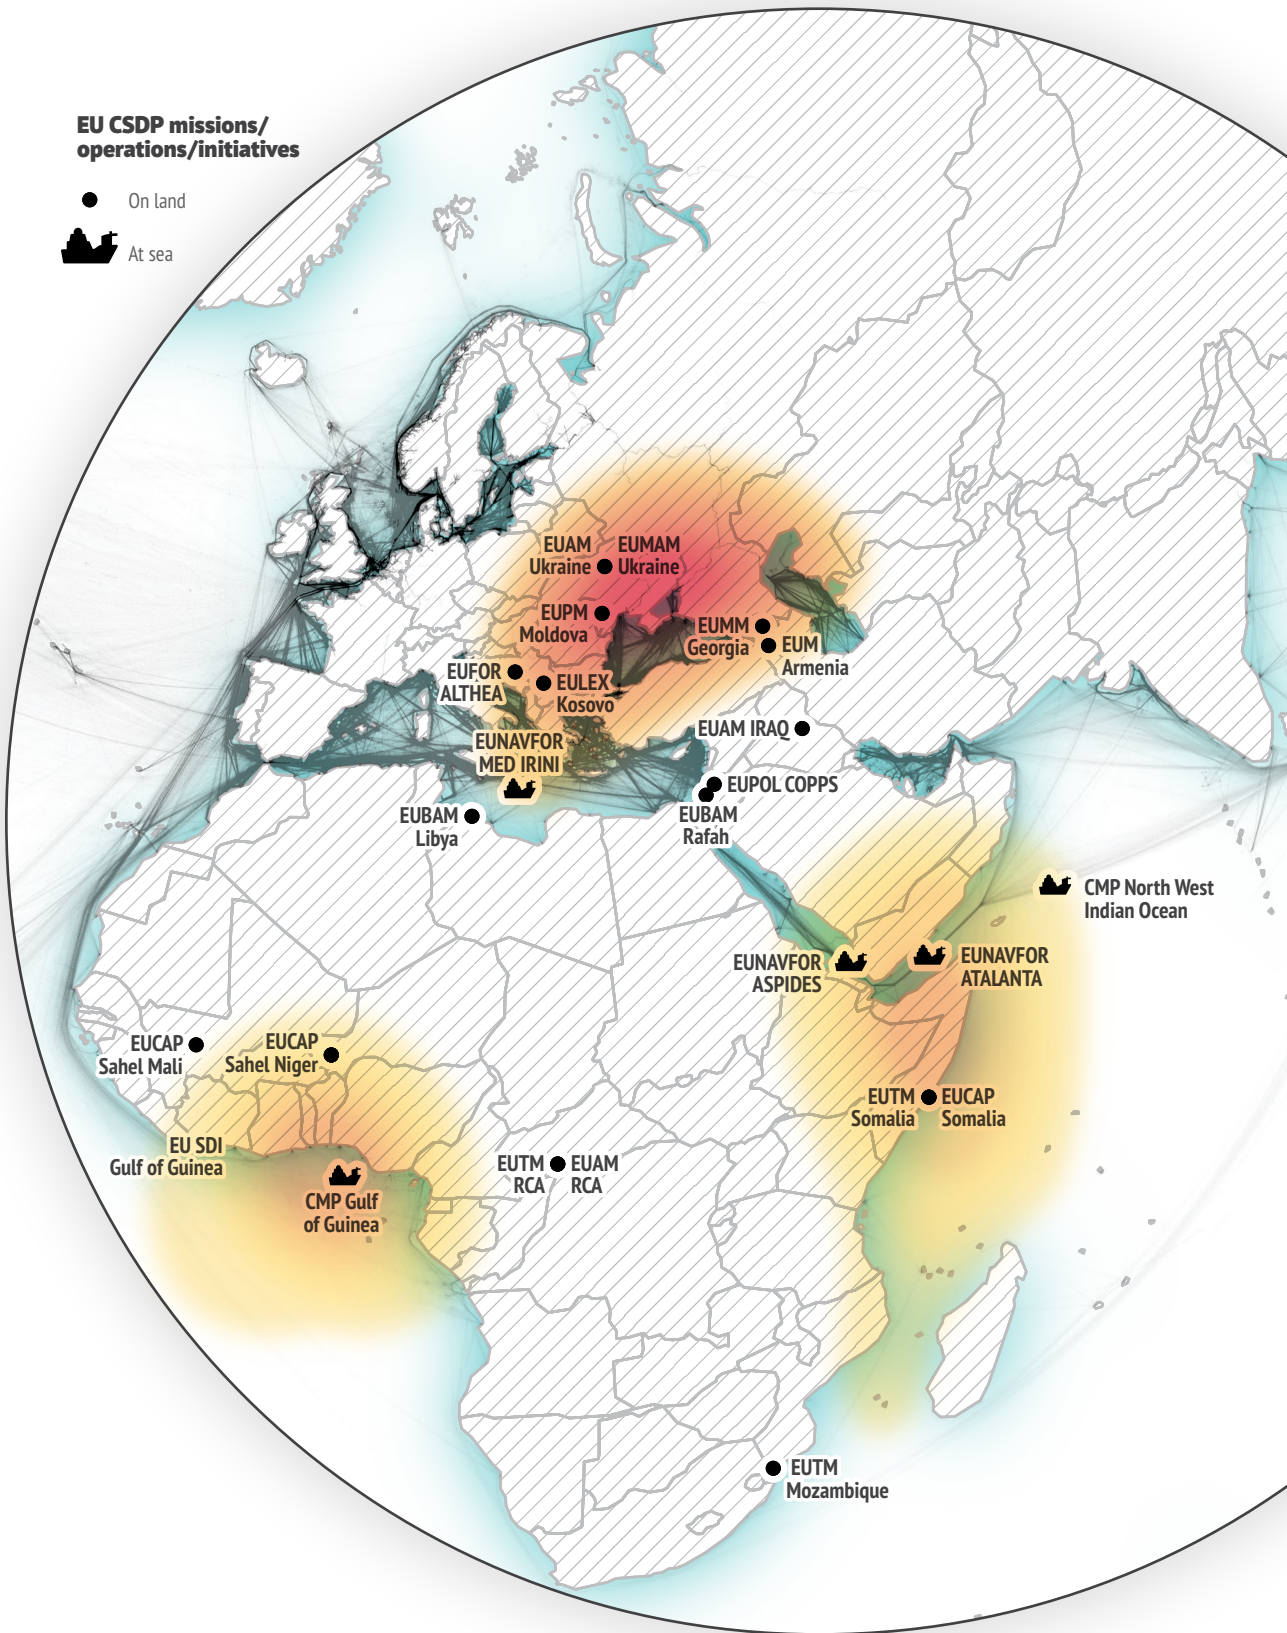 EU CSDP missions/
operations/initiatives
On land
At sea
EUAM
Ukraine
EUMAM
Ukraine
EUPM
Moldova
EUMM
Georgia
EUM
Armenia
EUFOR
ALTHEA
EULEX
Kosovo
EUNAVFOR
MED IRINI
EUAM IRAQ
EUPOL COPPS
EUBAM
Rafah
EUBAM
Libya
CMP North West
Indian Ocean
EUNAVFOR
ASPIDES
EUNAVFOR
ATALANTA
EUCAP
Sahel Mali
EUCAP
Sahel Niger
EUTM
Somalia
EUCAP
Somalia
EU SDI
Gulf of Guinea
CMP Gulf
of Guinea
EUTM
RCA
EUAM
RCA
EUTM
Mozambique